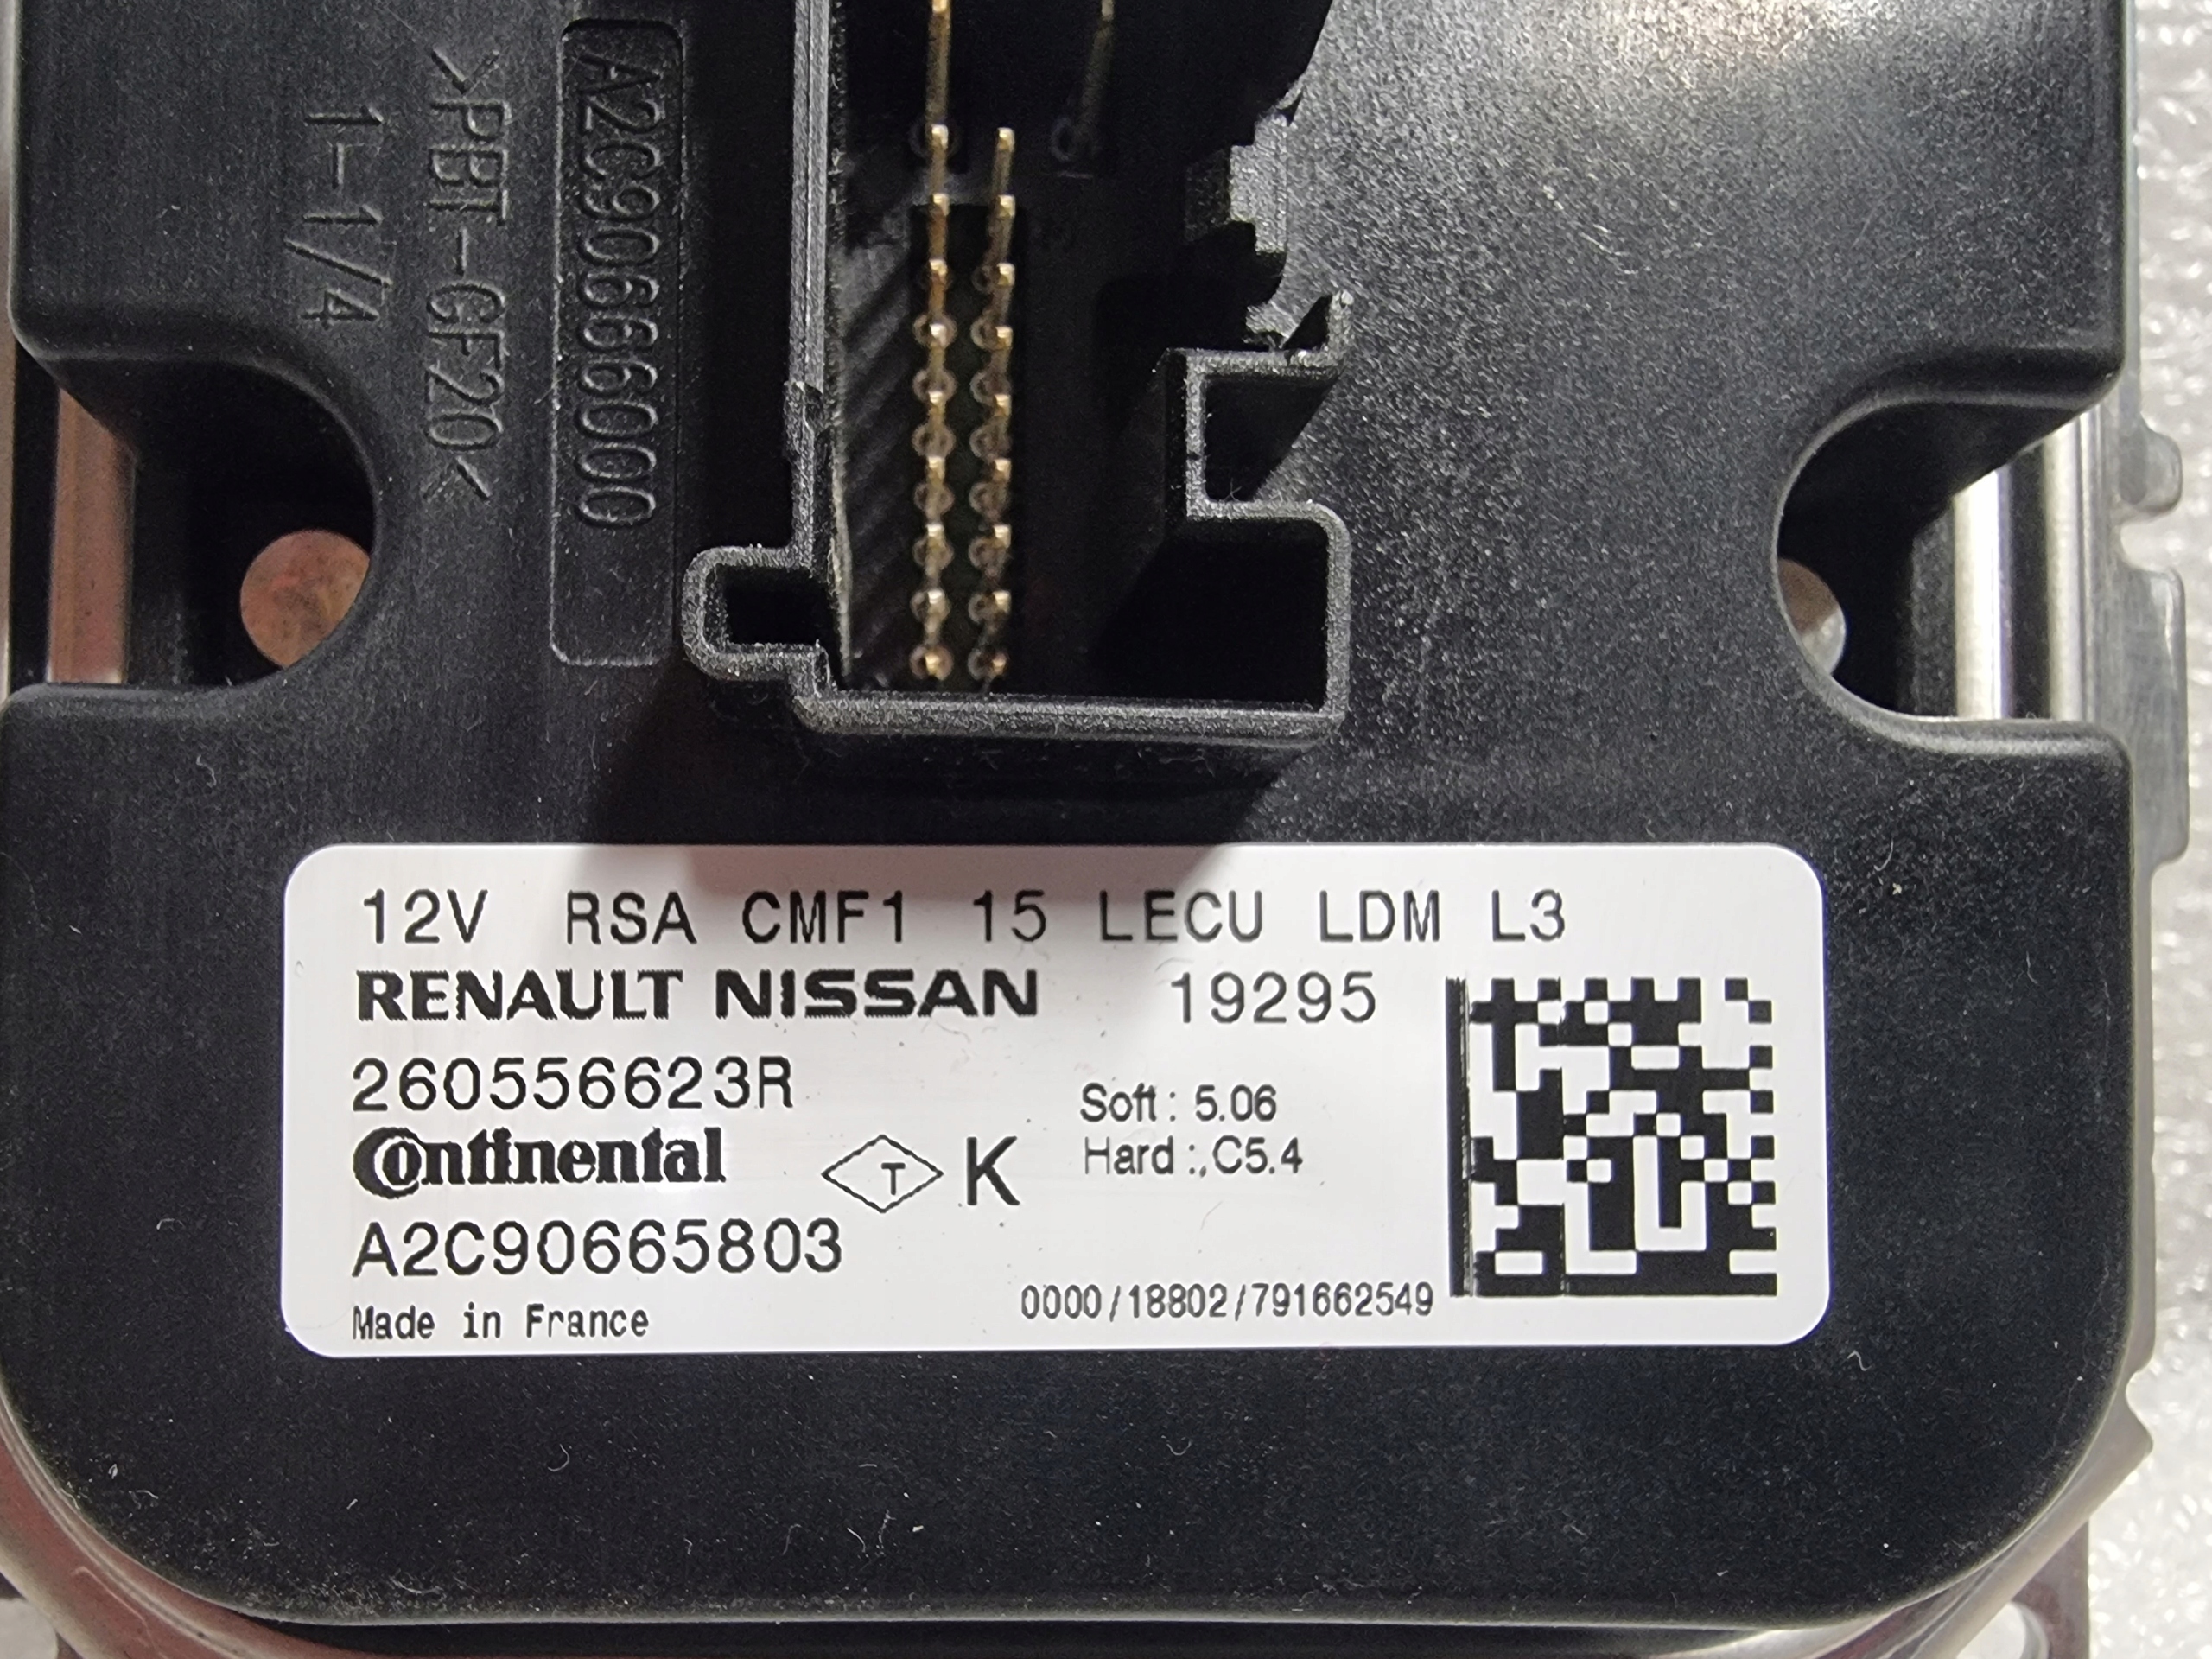 A2C90666000
>PBT-GF20<
1-1/4
12V RSA CMF1 15 LECU LDM L3
RENAULT NISSAN 19295
260556623R
Soft : 5.06
Continental
T K
Hard :,C5.4
A2C90665803
0000/18802/791662549
Made in France